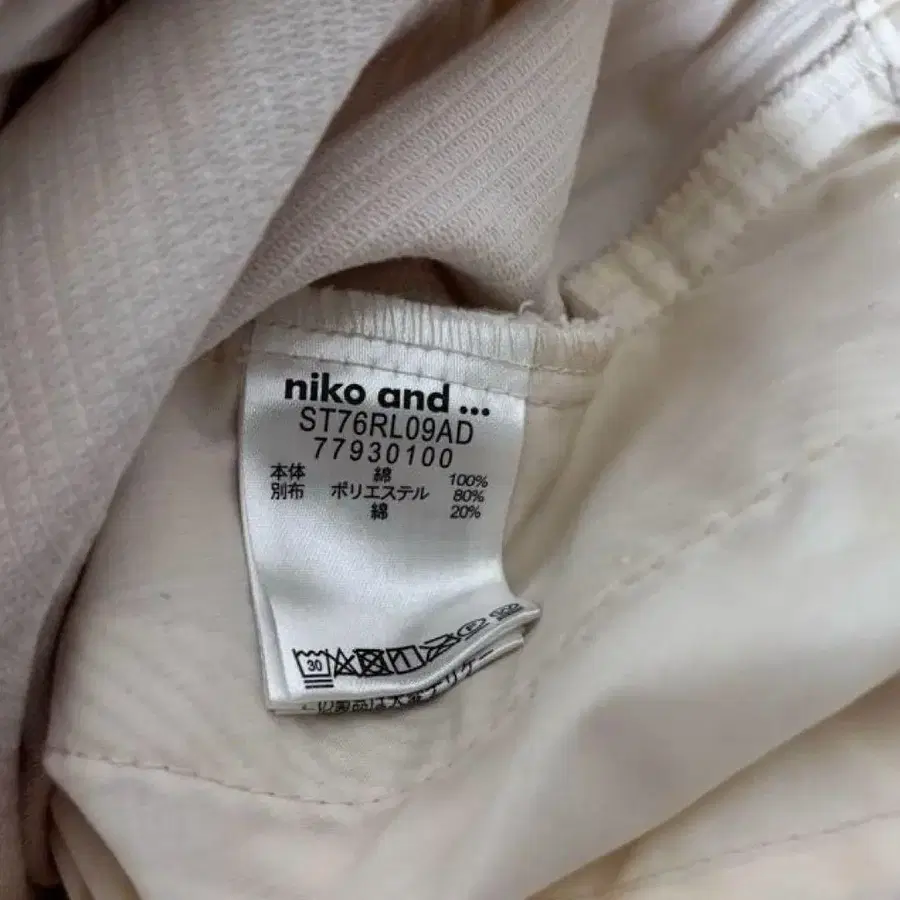 niko and ...
ST76RL09AD
77930100
本体 綿 100%
別布 ポリエステル 80%
綿 20%
30